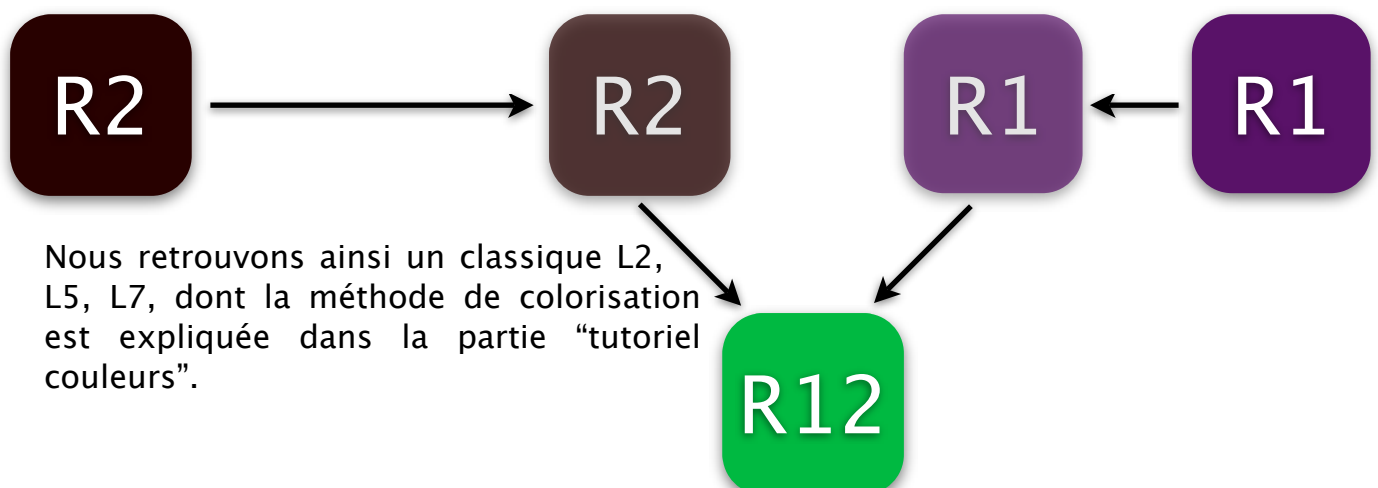 R2
R2
R1
R1
Nous retrouvons ainsi un classique L2,
L5, L7, dont la méthode de colorisation
est expliquée dans la partie “tutoriel
couleurs”.
R12